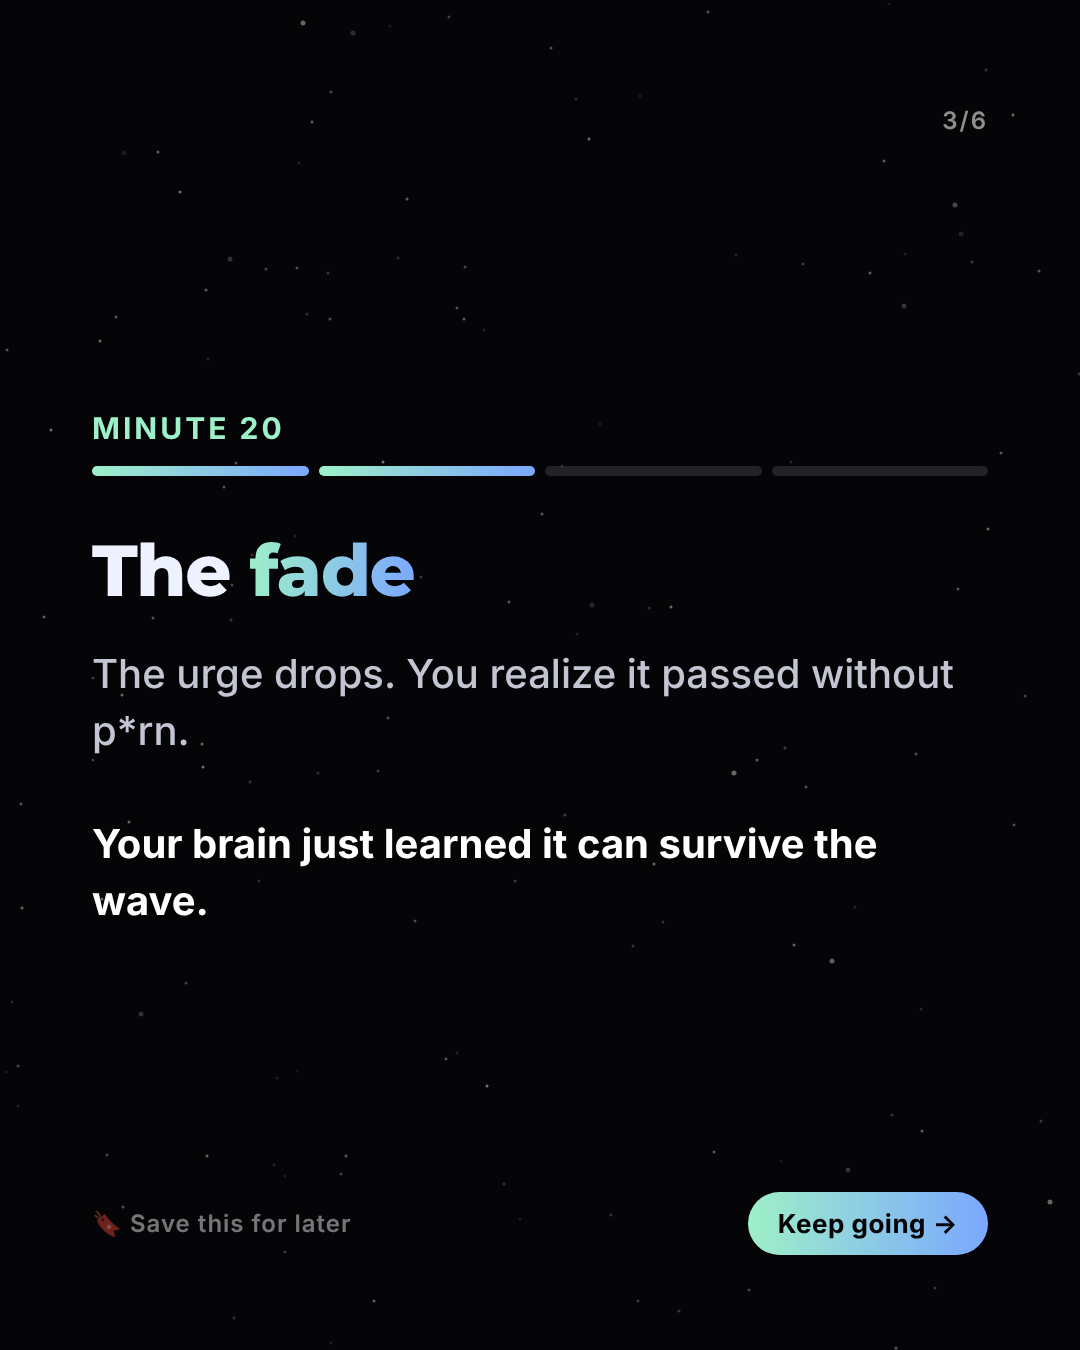 3/6
MINUTE 20
The fade
The urge drops. You realize it passed without
p*rn.
Your brain just learned it can survive the
wave.
🔖 Save this for later
Keep going →